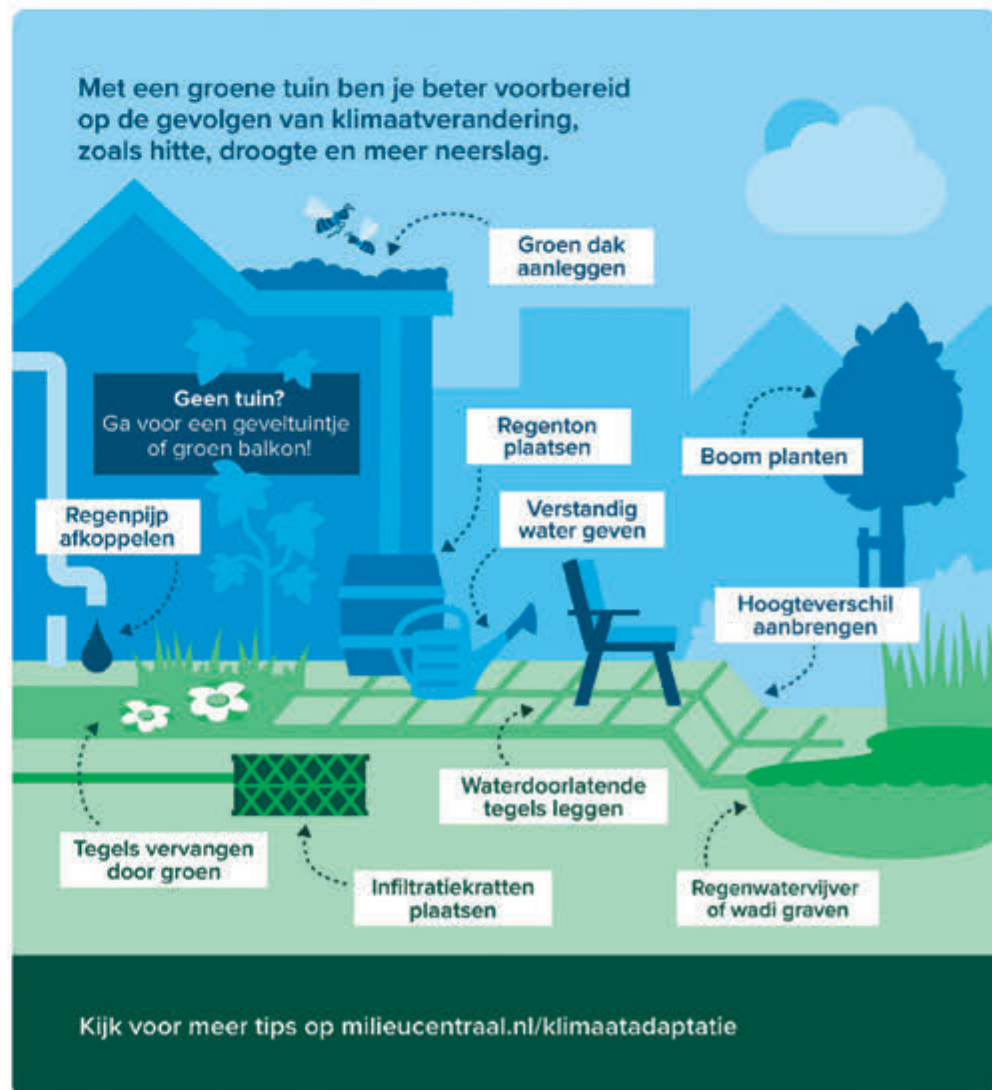 Met een groene tuin ben je beter voorbereid
op de gevolgen van klimaatverandering,
zoals hitte, droogte en meer neerslag.
Groen dak
aanleggen
Geen tuin?
Ga voor een geveltuintje
of groen balkon!
Regenton
plaatsen
Boom planten
Regenpijp
afkoppelen
Verstandig
water geven
Hoogteverschil
aanbrengen
Waterdoorlatende
tegels leggen
Tegels vervangen
door groen
Infiltratiekratten
plaatsen
Regenwatervijver
of wadi graven
Kijk voor meer tips op milieucentraal.nl/klimaatadaptatie